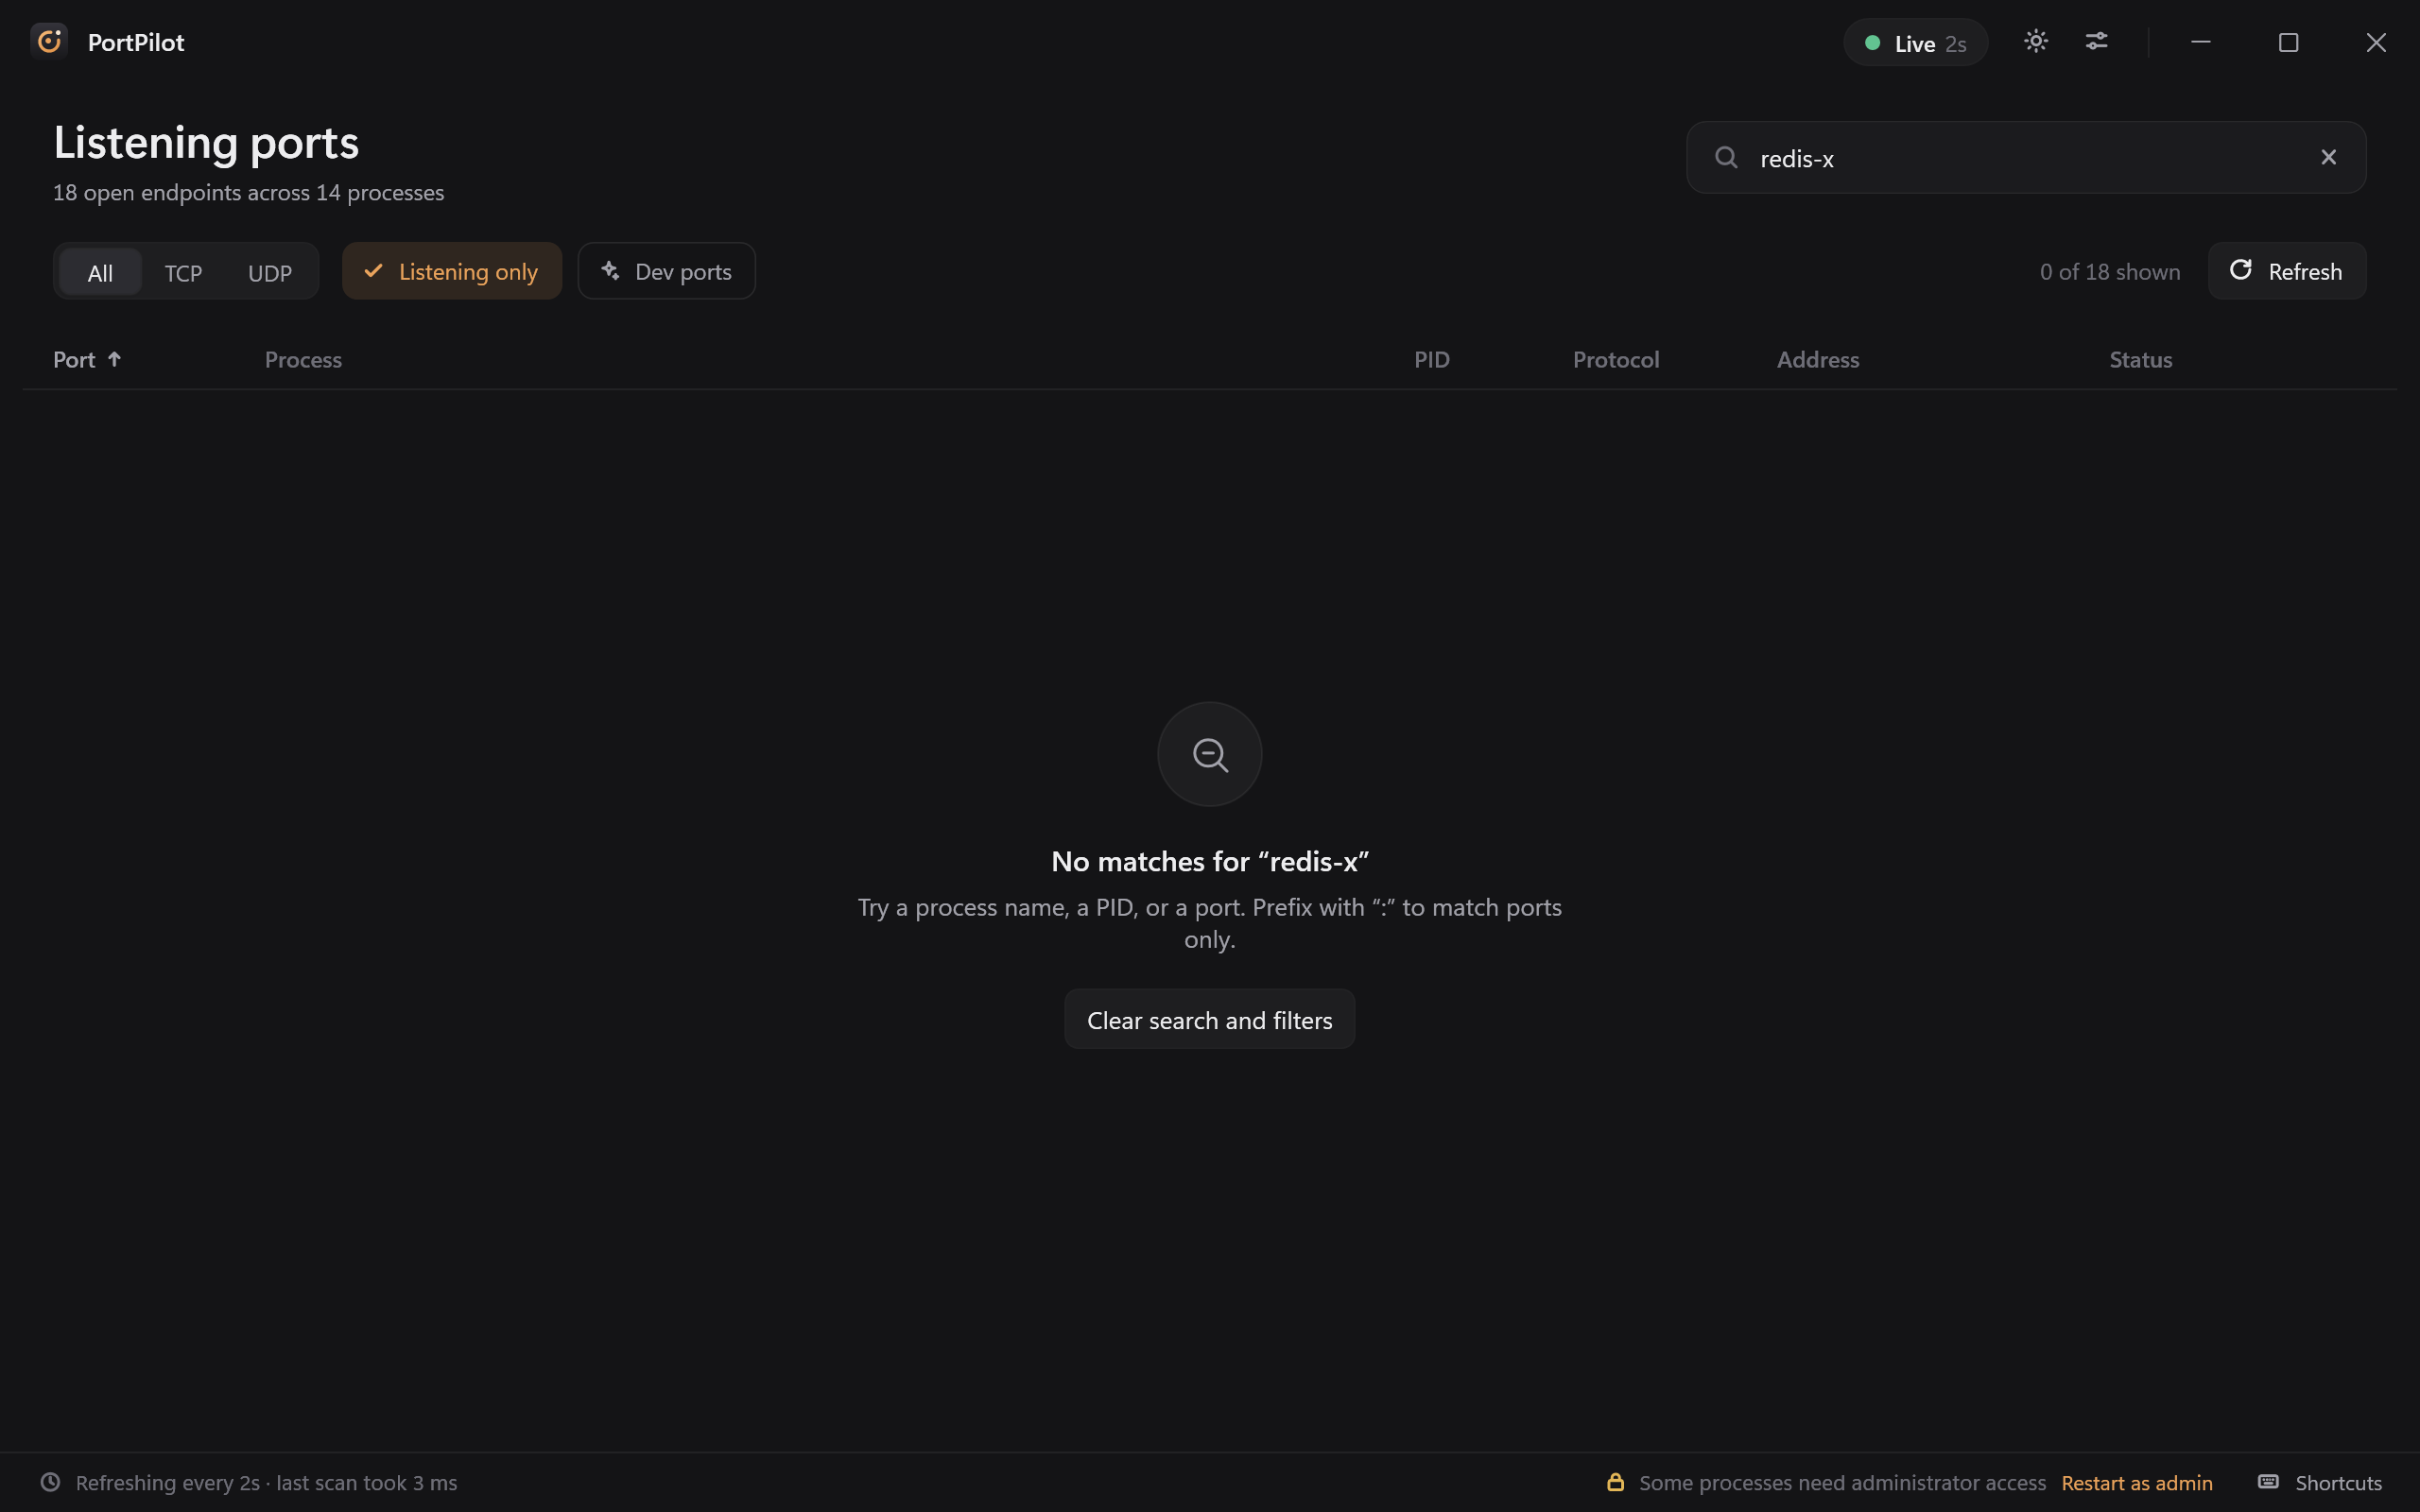 PortPilot
Live 2s
Listening ports
18 open endpoints across 14 processes
redis-x
All TCP UDP Listening only Dev ports
0 of 18 shown Refresh
Port Process PID Protocol Address Status
No matches for “redis-x”
Try a process name, a PID, or a port. Prefix with “:” to match ports
only.
Clear search and filters
Refreshing every 2s · last scan took 3 ms
Some processes need administrator access Restart as admin Shortcuts